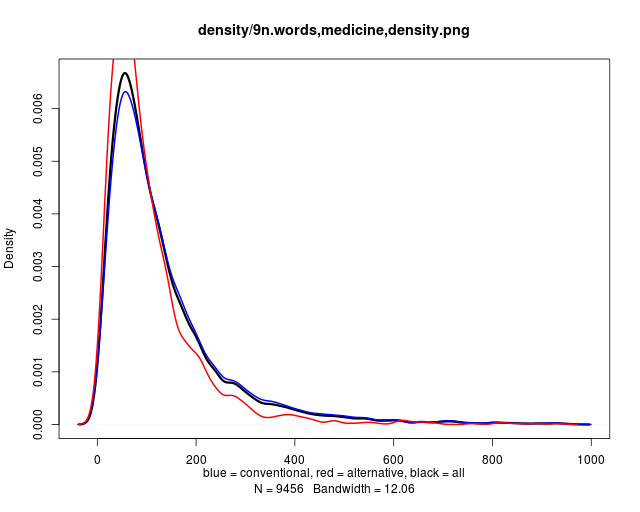 density/9n.words,medicine,density.png
Density
0.000
0.001
0.002
0.003
0.004
0.005
0.006
0 200 400 600 800 1000
blue = conventional, red = alternative, black = all
N = 9456 Bandwidth = 12.06